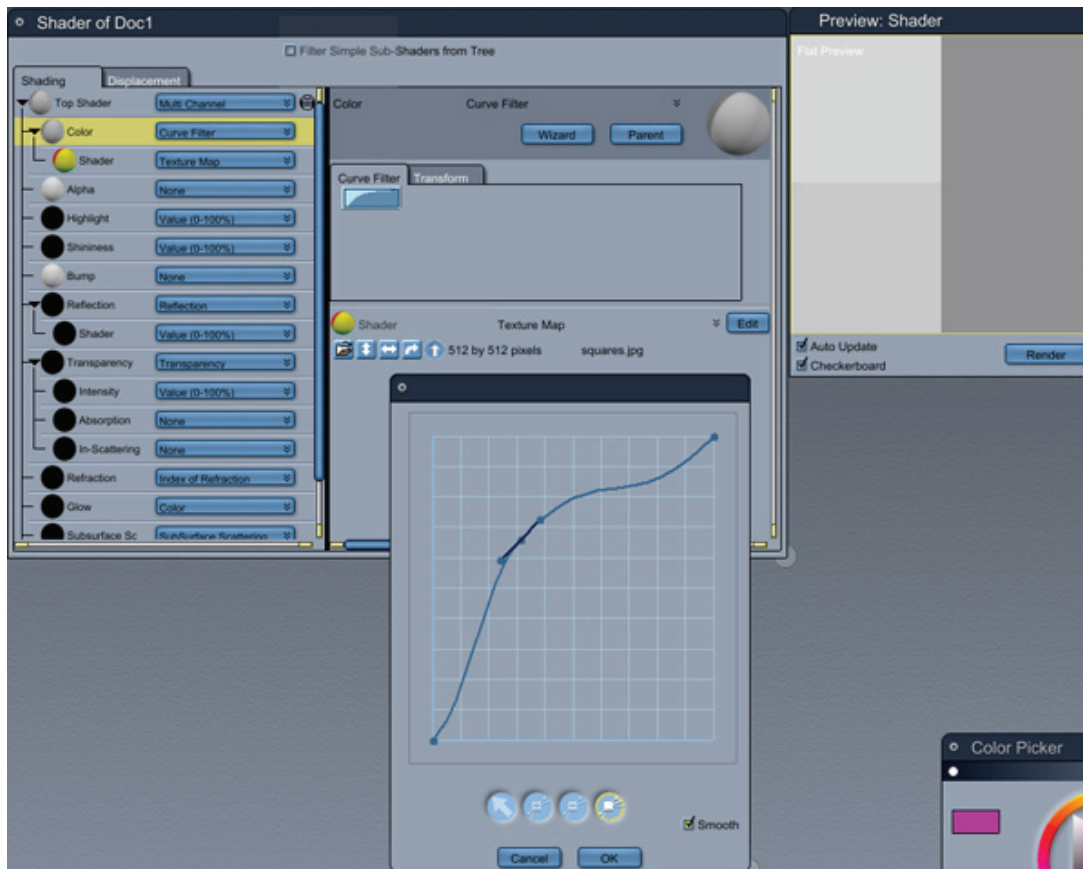 Shader of Doc1
Preview: Shader
Filter Simple Sub-Shaders from Tree
Flat Preview
Shading
Displacement
Top Shader
Multi Channel
Color
Curve Filter
Shader
Texture Map
Alpha
None
Highlight
Value (0-100%)
Shininess
Value (0-100%)
Bump
None
Reflection
Reflection
Shader
Value (0-100%)
Transparency
Transparency
Intensity
Value (0-100%)
Absorption
None
In-Scattering
None
Refraction
Index of Refraction
Glow
Color
Subsurface Sc
SubSurface Scattering
Color
Curve Filter
Wizard
Parent
Curve Filter
Transform
Shader
Texture Map
Edit
512 by 512 pixels
squares.jpg
Auto Update
Checkerboard
Render
Smooth
Cancel
OK
Color Picker